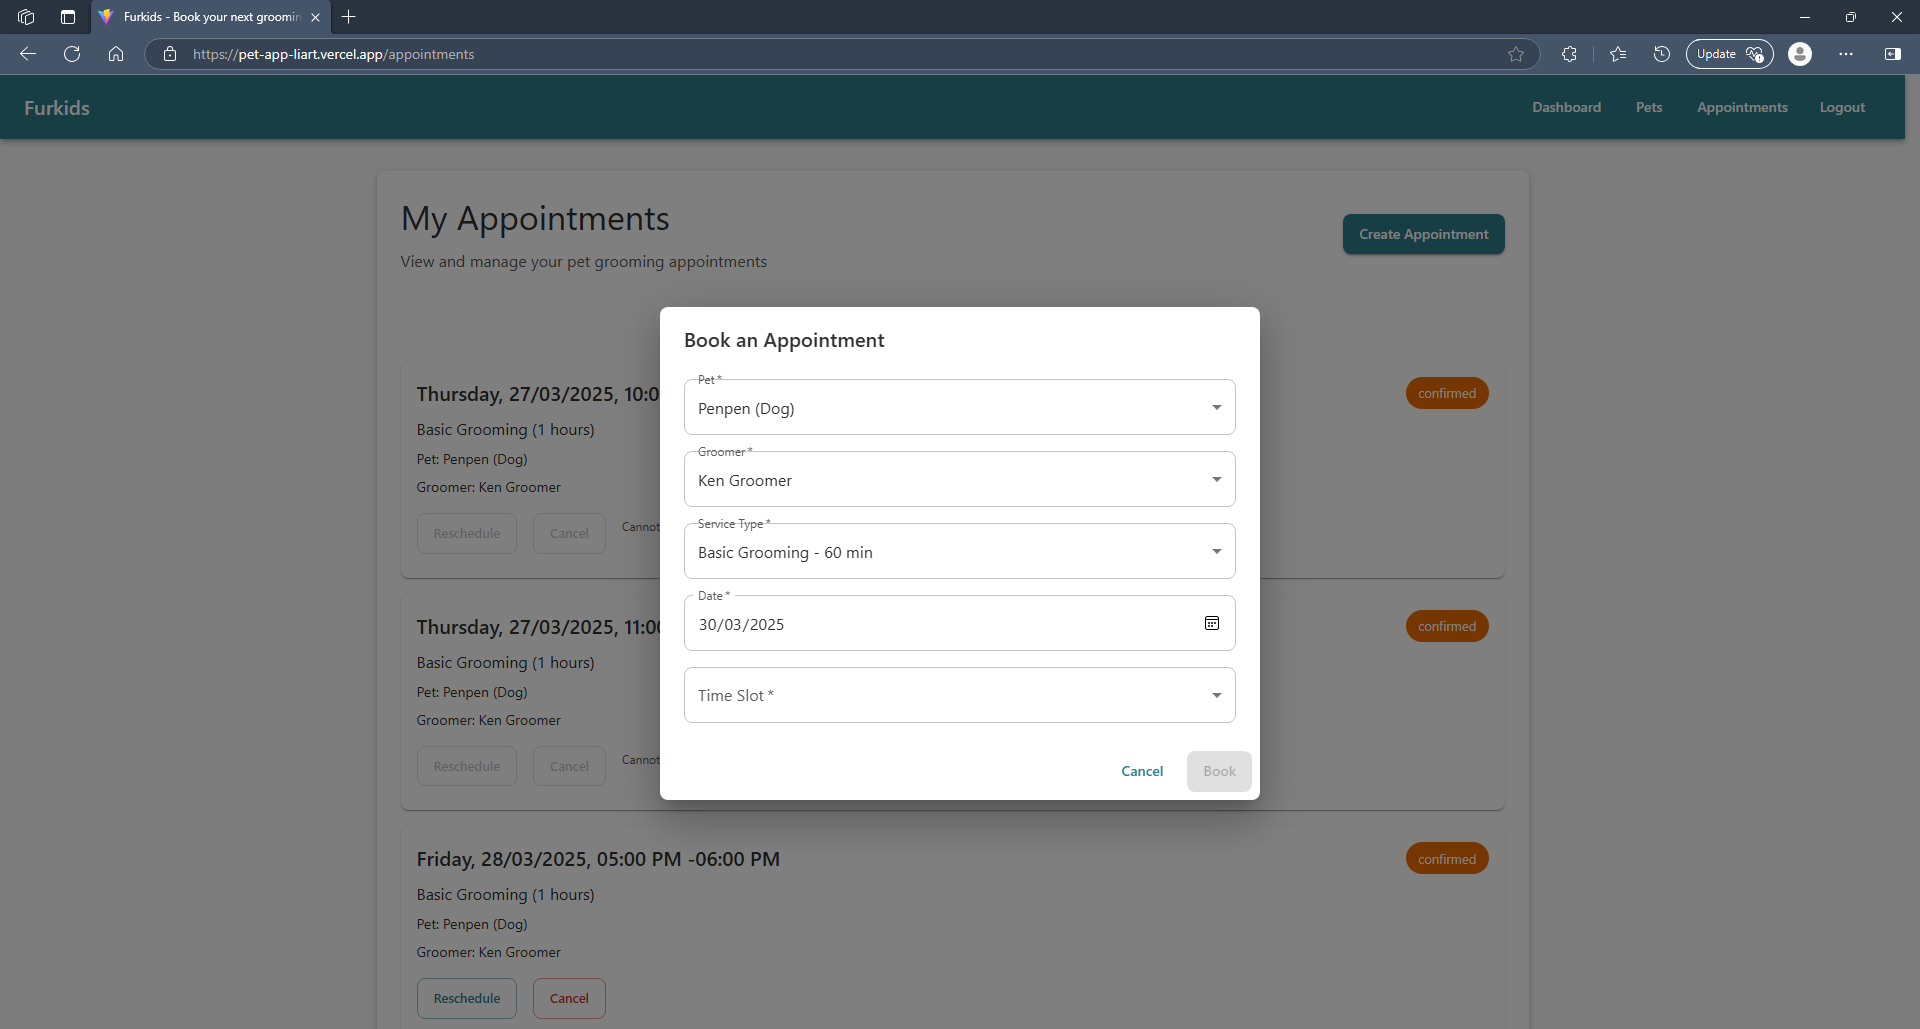 Furkids - Book your next groomin
https://pet-app-liart.vercel.app/appointments
Update
Furkids
Dashboard
Pets
Appointments
Logout
My Appointments
Create Appointment
View and manage your pet grooming appointments
Thursday, 27/03/2025, 10:0
confirmed
Basic Grooming (1 hours)
Pet: Penpen (Dog)
Groomer: Ken Groomer
Reschedule
Cancel
Cannot
Thursday, 27/03/2025, 11:00
confirmed
Basic Grooming (1 hours)
Pet: Penpen (Dog)
Groomer: Ken Groomer
Reschedule
Cancel
Cannot
Friday, 28/03/2025, 05:00 PM -06:00 PM
confirmed
Basic Grooming (1 hours)
Pet: Penpen (Dog)
Groomer: Ken Groomer
Reschedule
Cancel
Book an Appointment
Pet *
Penpen (Dog)
Groomer *
Ken Groomer
Service Type *
Basic Grooming - 60 min
Date *
30/03/2025
Time Slot *
Cancel
Book